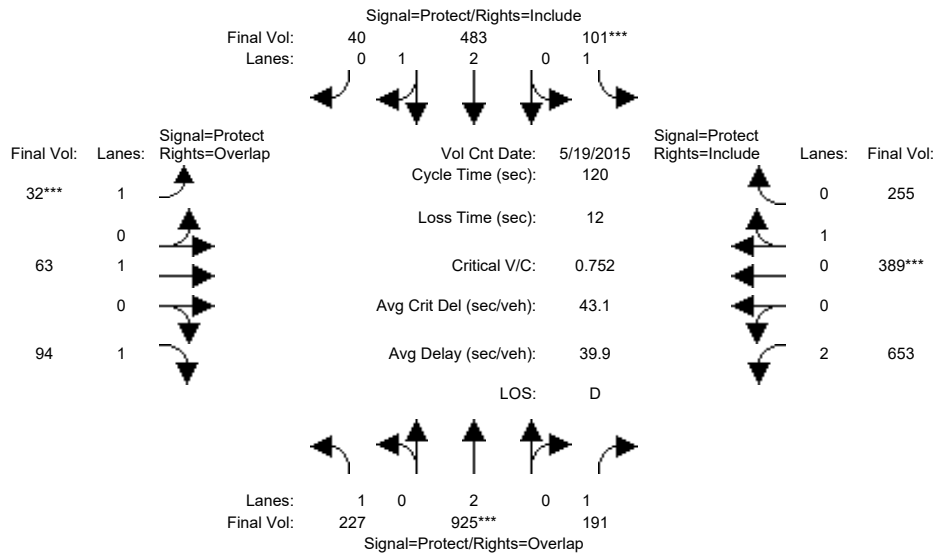 Signal=Protect/Rights=Include
Final Vol: 40 483 101***
Lanes: 0 1 2 0 1
Signal=Protect
Final Vol: Lanes: Rights=Overlap
Vol Cnt Date: 5/19/2015
Signal=Protect
Rights=Include Lanes: Final Vol:
Cycle Time (sec): 120
32*** 1
0 255
Loss Time (sec): 12
0
1
63 1
Critical V/C: 0.752
0 389***
0
Avg Crit Del (sec/veh): 43.1
0
94 1
Avg Delay (sec/veh): 39.9
2 653
LOS: D
Lanes: 1 0 2 0 1
Final Vol: 227 925*** 191
Signal=Protect/Rights=Overlap